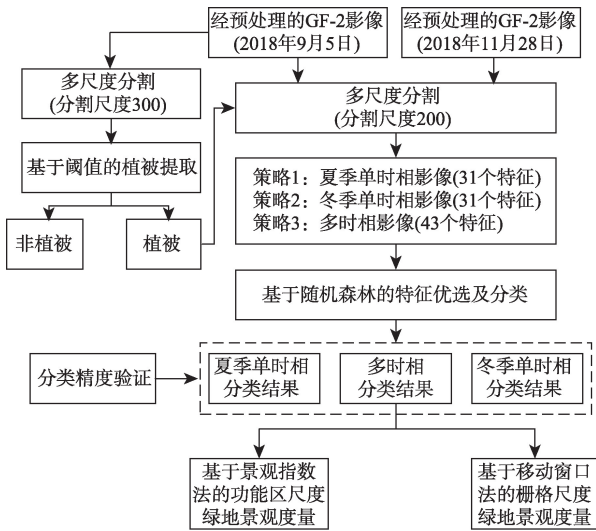 经预处理的GF-2影像
(2018年9月5日)
经预处理的GF-2影像
(2018年11月28日)
多尺度分割
(分割尺度300)
多尺度分割
(分割尺度200)
基于阈值的植被提取
非植被
植被
策略1：夏季单时相影像(31个特征)
策略2：冬季单时相影像(31个特征)
策略3：多时相影像(43个特征)
基于随机森林的特征优选及分类
分类精度验证
夏季单时相
分类结果
多时相
分类结果
冬季单时相
分类结果
基于景观指数
法的功能区尺度
绿地景观度量
基于移动窗口
法的栅格尺度
绿地景观度量